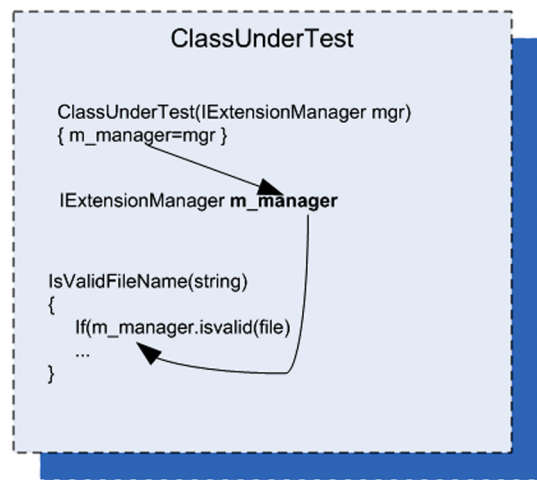 ClassUnderTest
ClassUnderTest(IExtensionManager mgr)
{ m_manager=mgr }
IExtensionManager m_manager
IsValidFileName(string)
{
If(m_manager.isvalid(file)
...
}